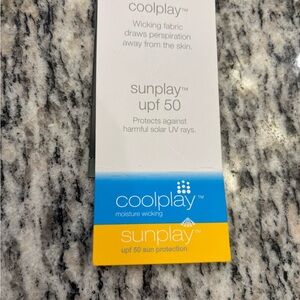 coolplay™
Wicking fabric
draws perspiration
away from the skin.
sunplay™
upf 50
Protects against
harmful solar UV rays.
coolplay™
moisture wicking
sunplay™
upf 50 sun protection